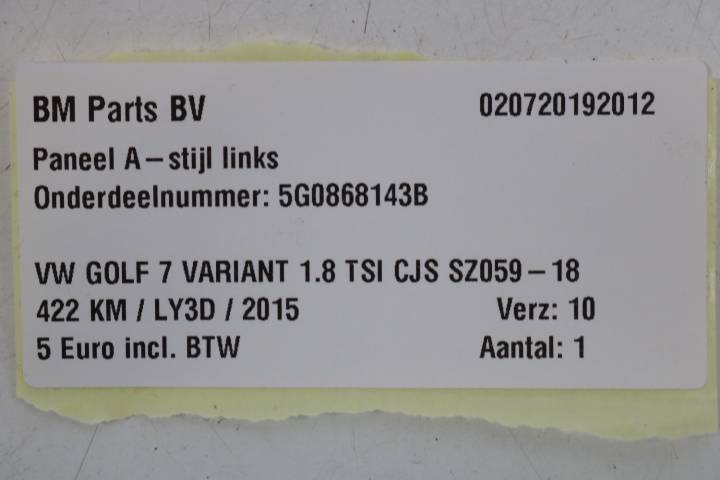 BM Parts BV 020720192012
Paneel A-stijl links
Onderdeelnummer: 5G0868143B
VW GOLF 7 VARIANT 1.8 TSI CJS SZ059-18
422 KM / LY3D / 2015 Verz: 10
5 Euro incl. BTW Aantal: 1